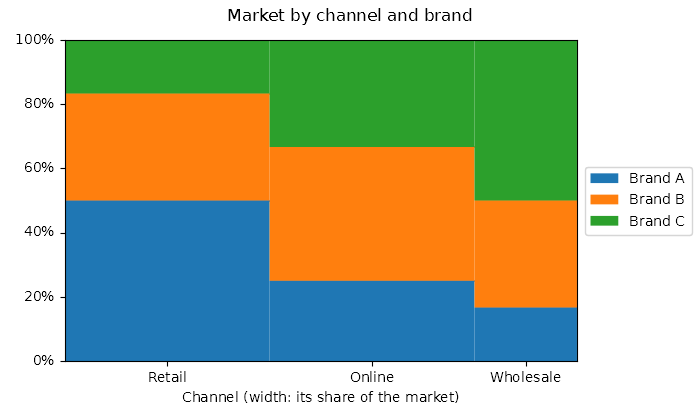 Market by channel and brand
100%
80%
60%
40%
20%
0%
Brand A
Brand B
Brand C
Retail
Online
Wholesale
Channel (width: its share of the market)